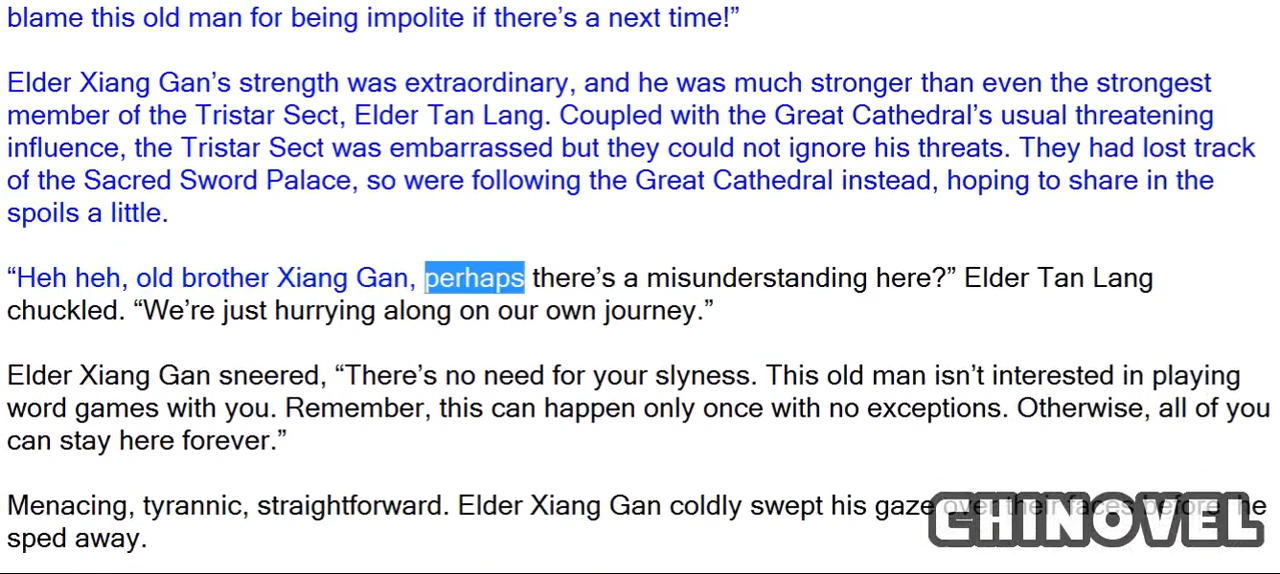 blame this old man for being impolite if there’s a next time!”
Elder Xiang Gan’s strength was extraordinary, and he was much stronger than even the strongest
member of the Tristar Sect, Elder Tan Lang. Coupled with the Great Cathedral’s usual threatening
influence, the Tristar Sect was embarrassed but they could not ignore his threats. They had lost track
of the Sacred Sword Palace, so were following the Great Cathedral instead, hoping to share in the
spoils a little.
“Heh heh, old brother Xiang Gan, perhaps there’s a misunderstanding here?” Elder Tan Lang
chuckled. “We’re just hurrying along on our own journey.”
Elder Xiang Gan sneered, “There’s no need for your slyness. This old man isn’t interested in playing
word games with you. Remember, this can happen only once with no exceptions. Otherwise, all of you
can stay here forever.”
Menacing, tyrannic, straightforward. Elder Xiang Gan coldly swept his gaze over their faces before he
sped away.
CHINOVEL